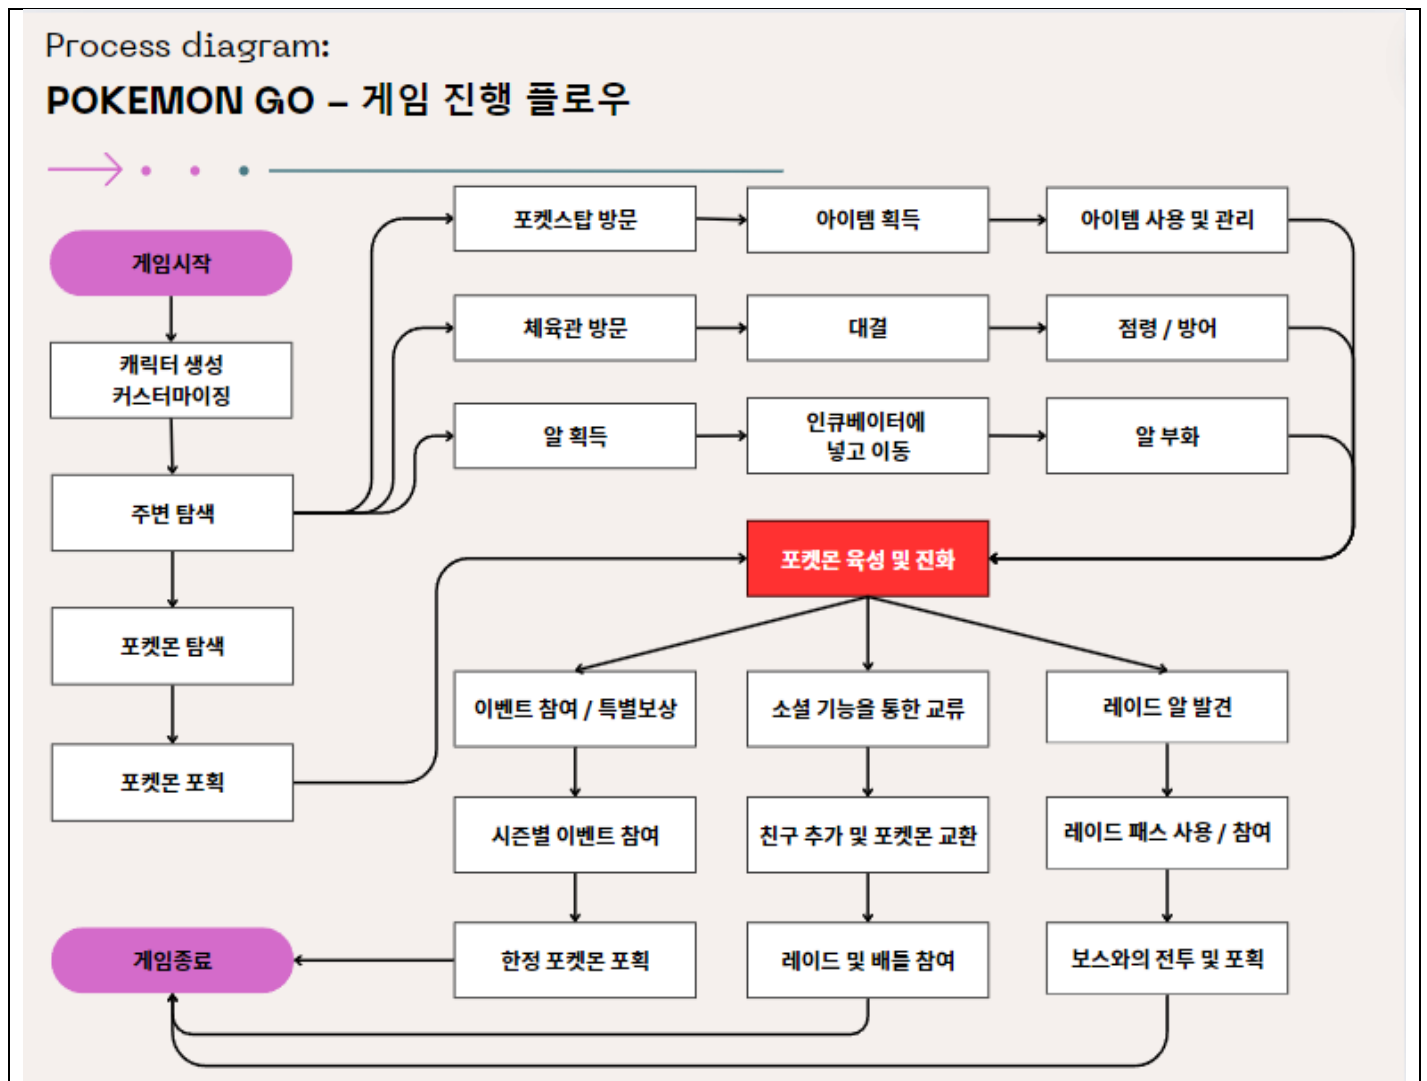 Process diagram:
POKEMON GO – 게임 진행 플로우
게임시작
캐릭터 생성
커스터마이징
주변 탐색
포켓몬 탐색
포켓몬 포획
포켓스탑 방문
아이템 획득
아이템 사용 및 관리
체육관 방문
대결
점령 / 방어
알 획득
인큐베이터에
넣고 이동
알 부화
포켓몬 육성 및 진화
이벤트 참여 / 특별보상
소셜 기능을 통한 교류
레이드 알 발견
시즌별 이벤트 참여
친구 추가 및 포켓몬 교환
레이드 패스 사용 / 참여
한정 포켓몬 포획
레이드 및 배틀 참여
보스와의 전투 및 포획
게임종료